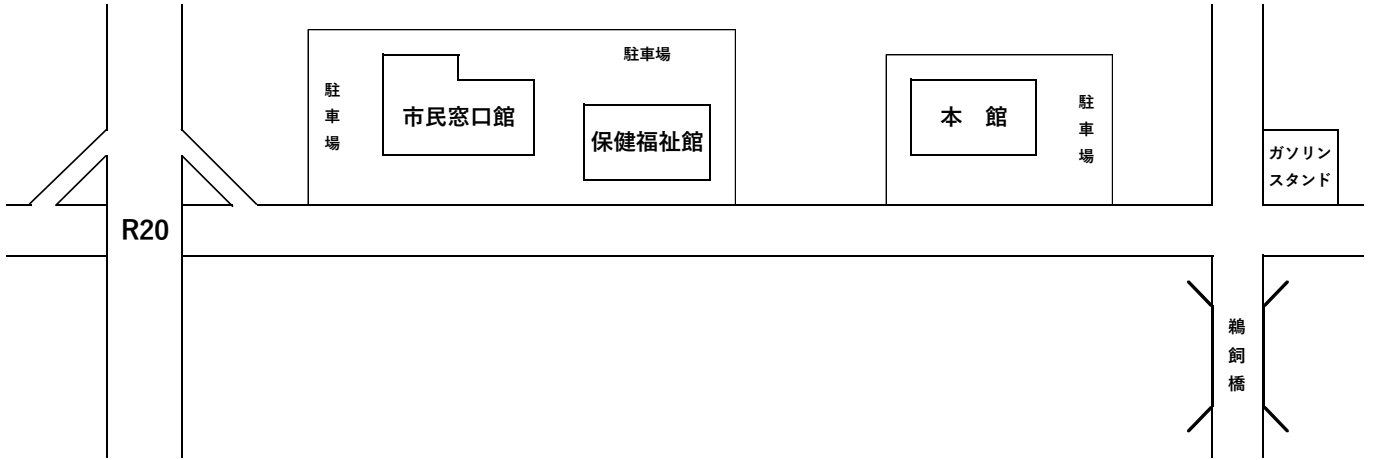 駐車場
駐車場
市民窓口館
保健福祉館
本　館
駐車場
ガソリン
スタンド
R20
鵜飼橋